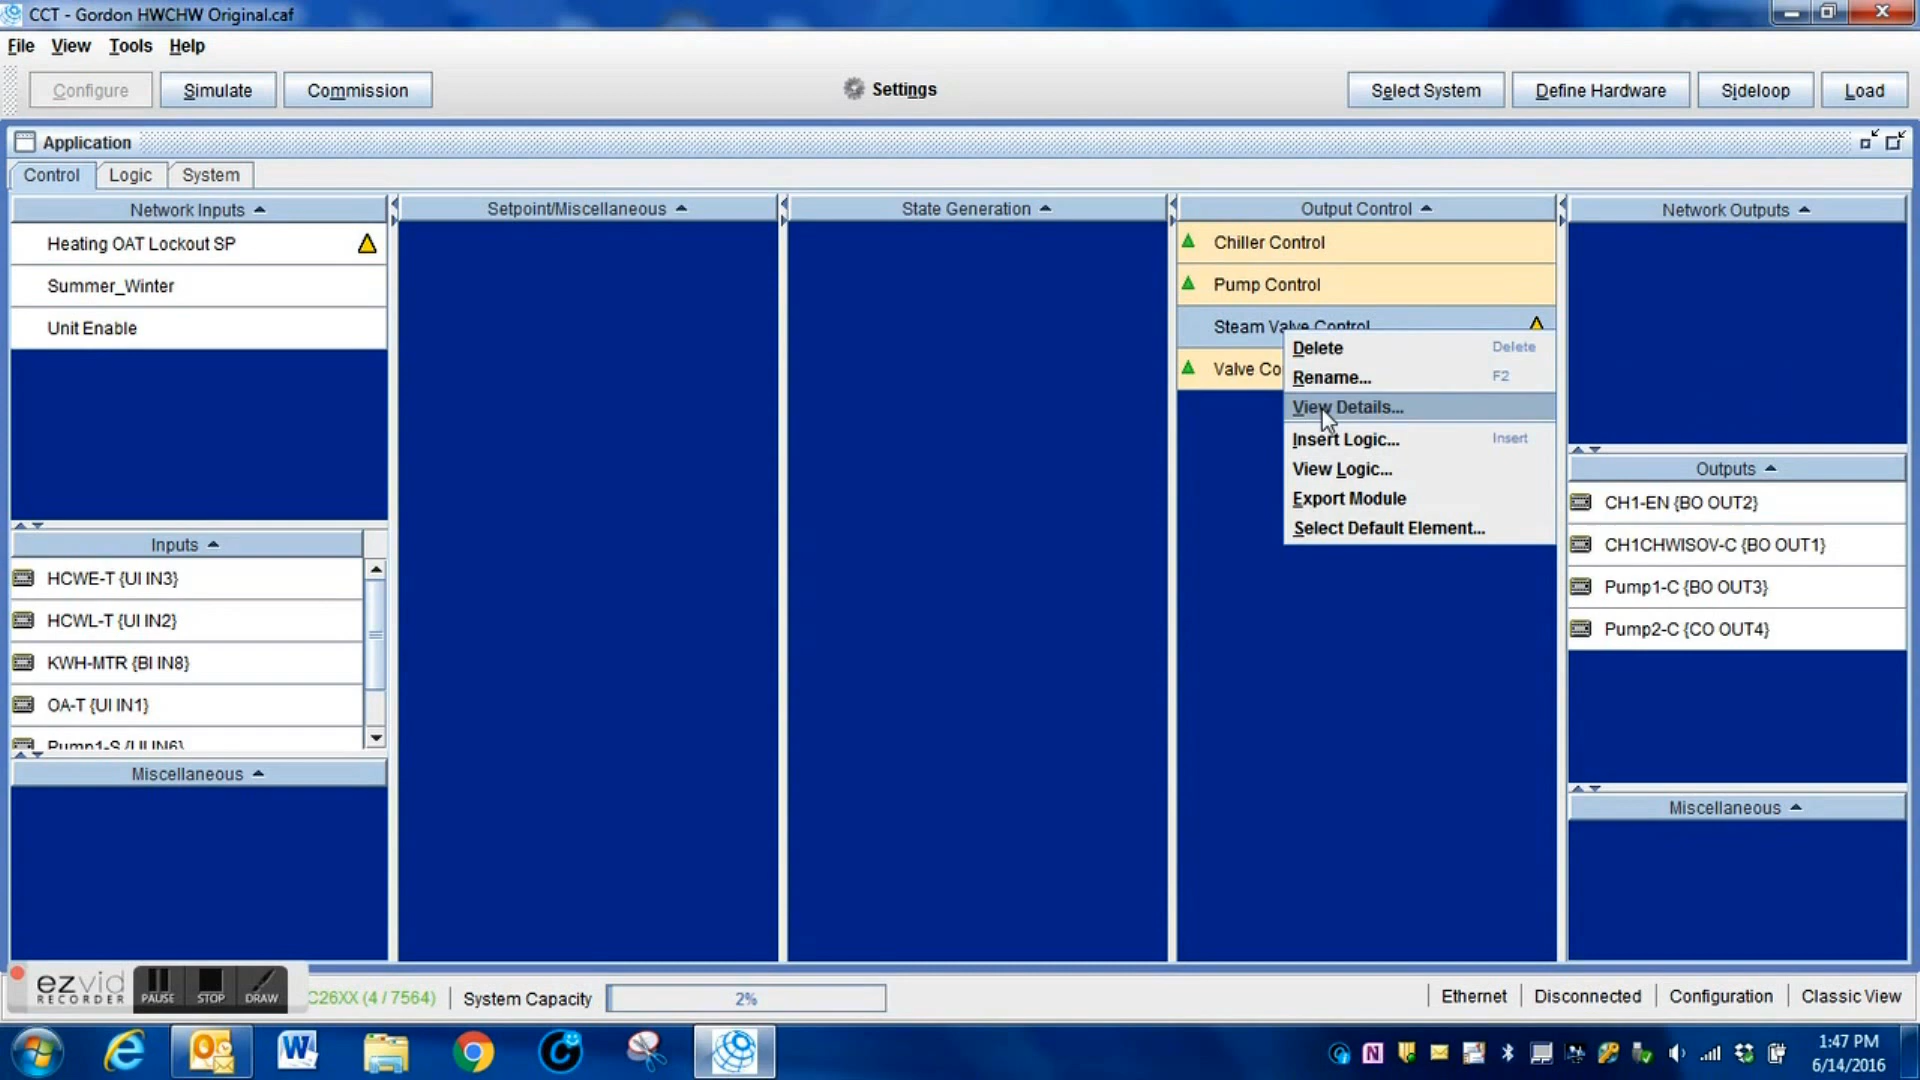 CCT - Gordon HWCHW Original.caf
File View Tools Help
Configure Simulate Commission Settings Select System Define Hardware Sideloop Load
Application
Control Logic System
Network Inputs
Heating OAT Lockout SP
Summer_Winter
Unit Enable
Inputs
HCWE-T {UI IN3}
HCWL-T {UI IN2}
KWH-MTR {BI IN8}
OA-T {UI IN1}
Pump1-S {UI IN6}
Miscellaneous
Setpoint/Miscellaneous
State Generation
Output Control
Chiller Control
Pump Control
Steam Valve Control
Valve Co
Delete Delete
Rename... F2
View Details...
Insert Logic... Insert
View Logic...
Export Module
Select Default Element...
Network Outputs
Outputs
CH1-EN {BO OUT2}
CH1CHWISOV-C {BO OUT1}
Pump1-C {BO OUT3}
Pump2-C {CO OUT4}
Miscellaneous
ezvid
RECORDER
PAUSE STOP DRAW
C26XX (4 / 7564) System Capacity 2% Ethernet Disconnected Configuration Classic View
1:47 PM
6/14/2016